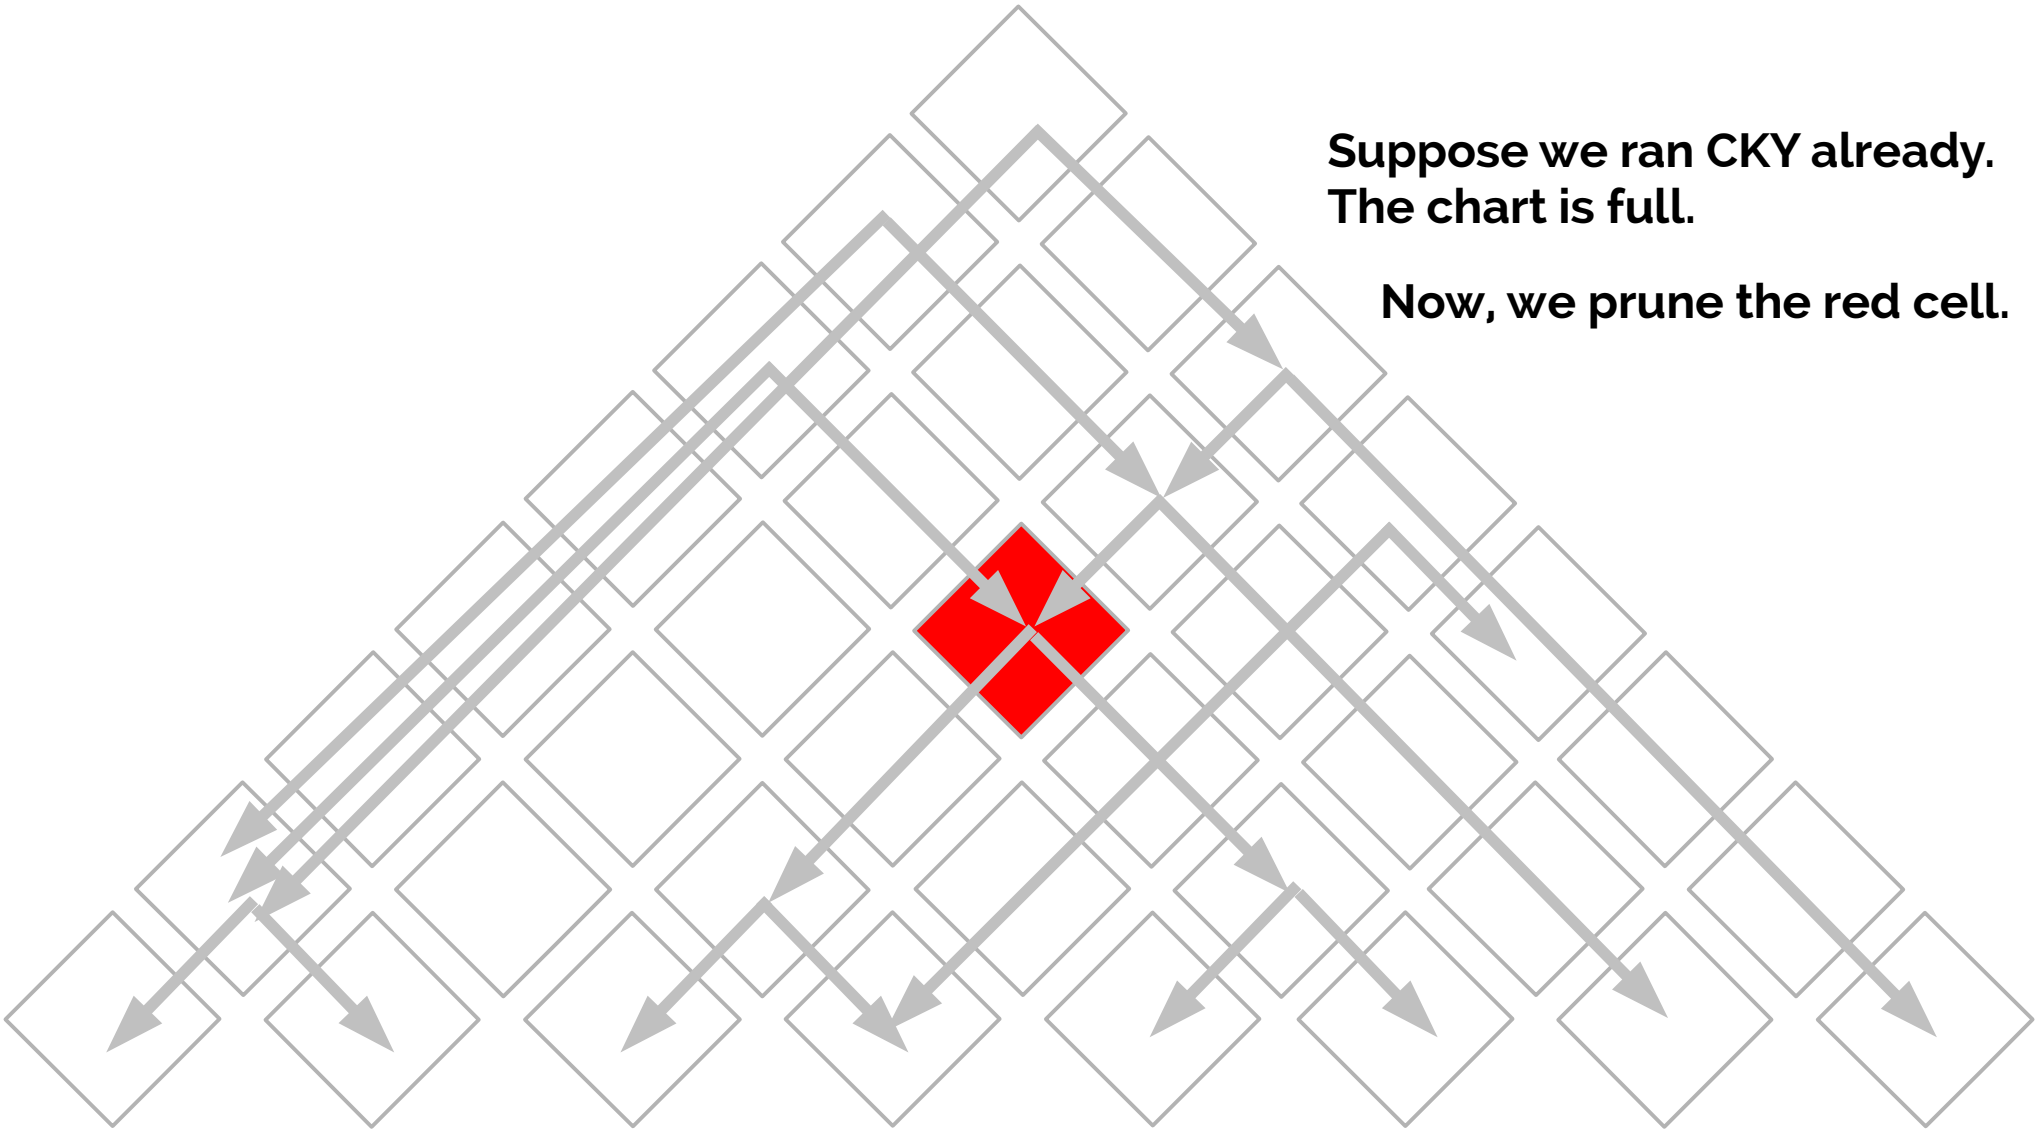 Suppose we ran CKY already.
The chart is full.
Now, we prune the red cell.